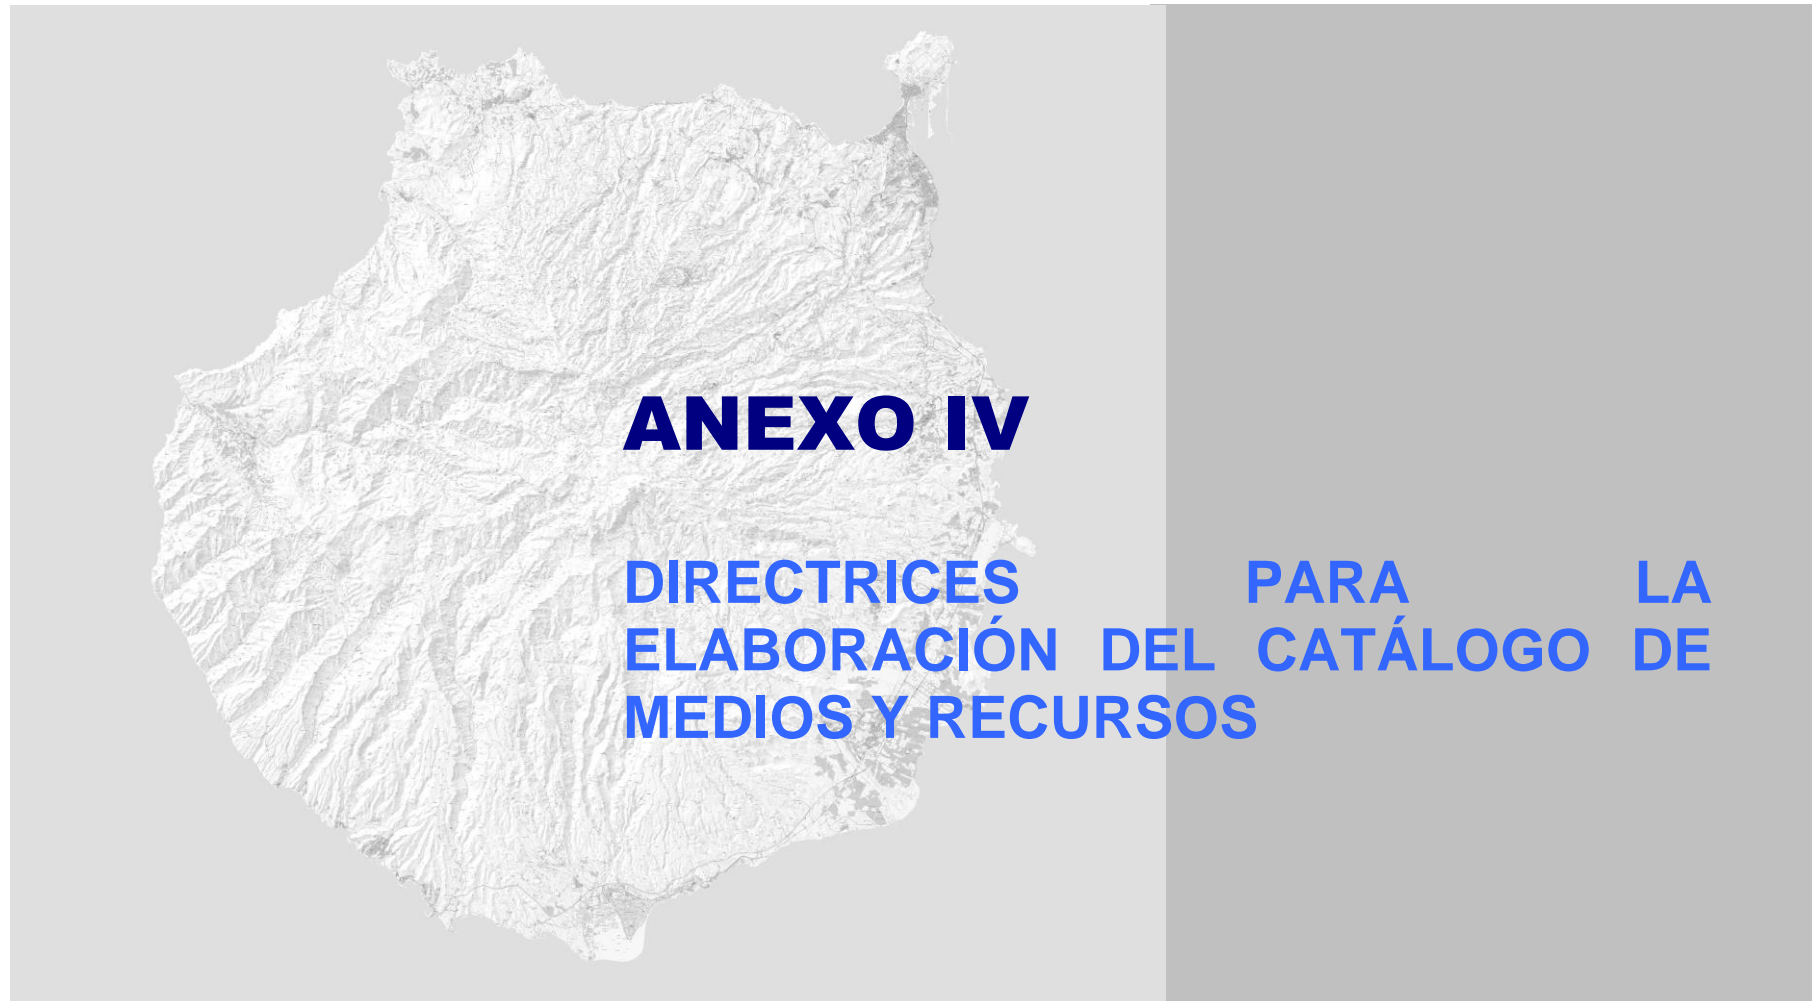 ANEXO IV
DIRECTRICES PARA LA
ELABORACIÓN DEL CATÁLOGO DE
MEDIOS Y RECURSOS